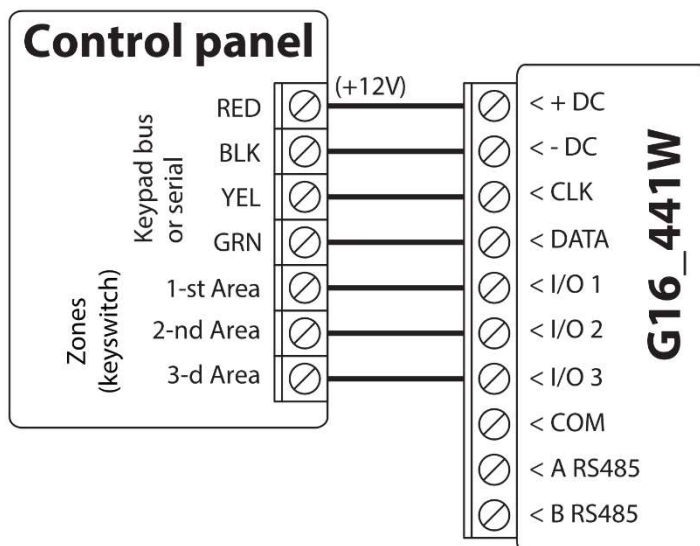 Control panel
(+12V)
RED
BLK
YEL
GRN
Keypad bus
or serial
1-st Area
2-nd Area
3-d Area
Zones
(keyswitch)
< + DC
< - DC
< CLK
< DATA
< I/O 1
< I/O 2
< I/O 3
< COM
< A RS485
< B RS485
G16_441W